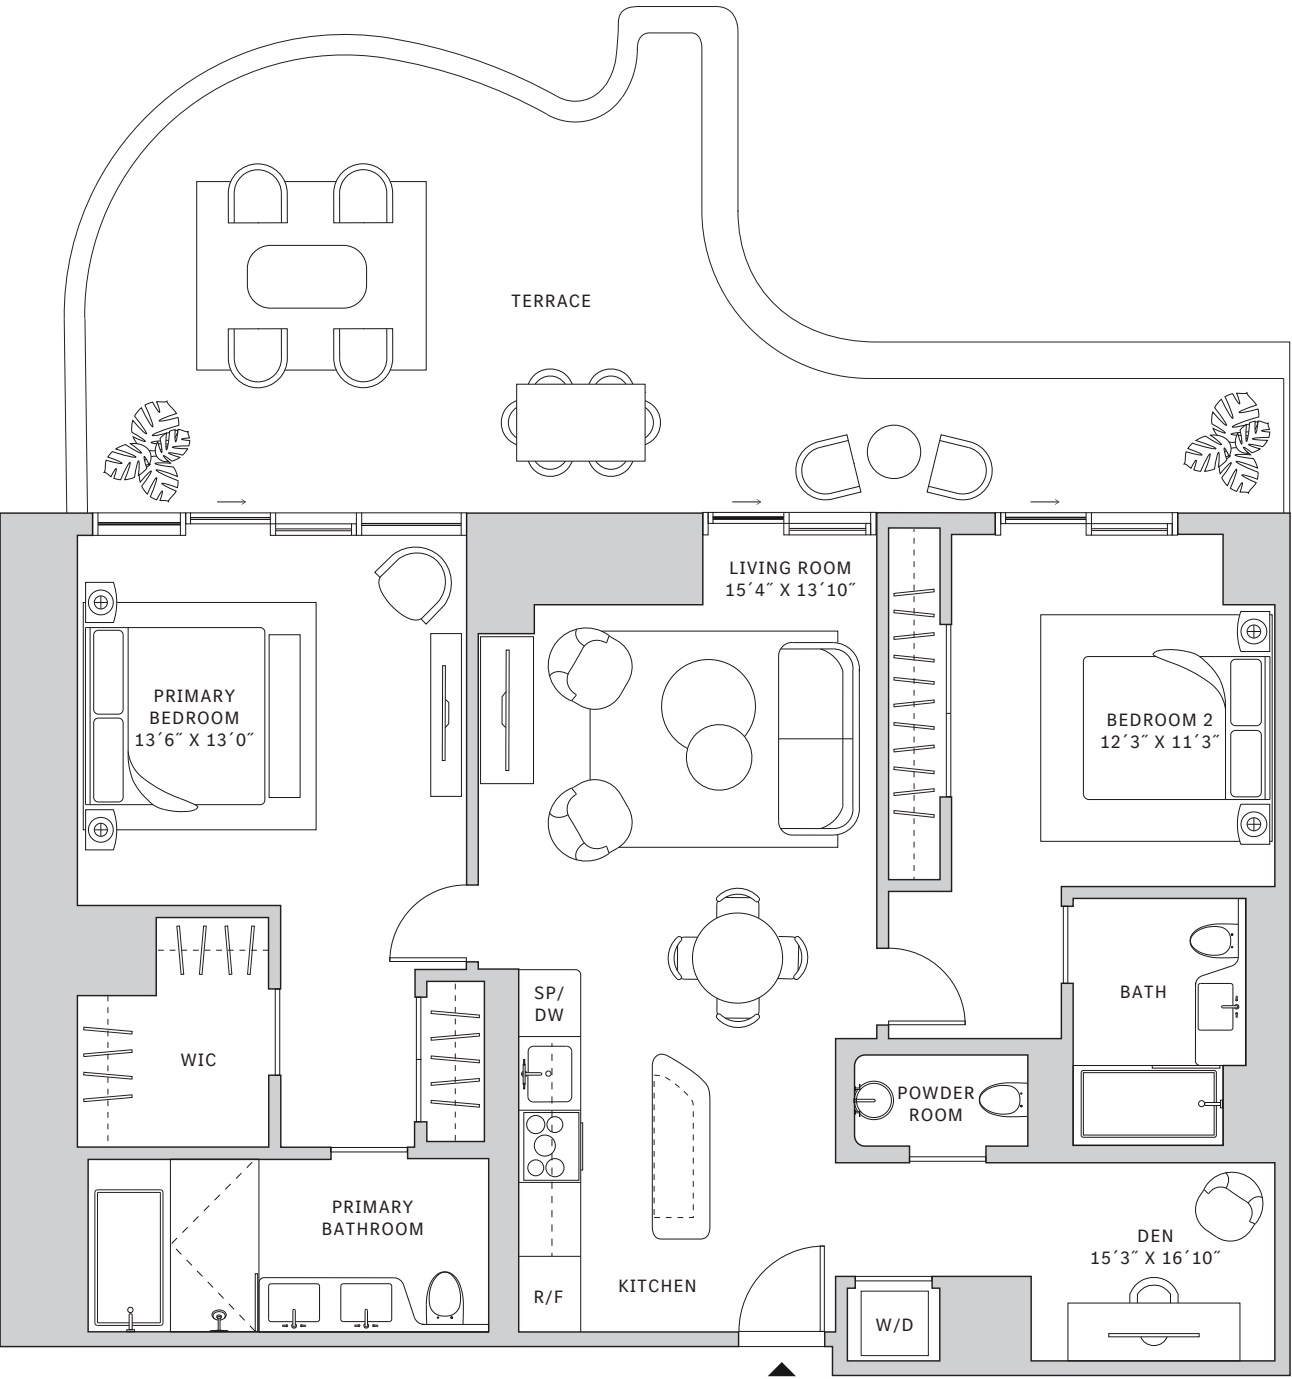 TERRACE
LIVING ROOM
15´4˝ X 13´10˝
PRIMARY
BEDROOM
13´6˝ X 13´0˝
BEDROOM 2
12´3˝ X 11´3˝
SP/
DW
BATH
WIC
POWDER
ROOM
PRIMARY
BATHROOM
DEN
15´3˝ X 16´10˝
KITCHEN
R/F
W/D